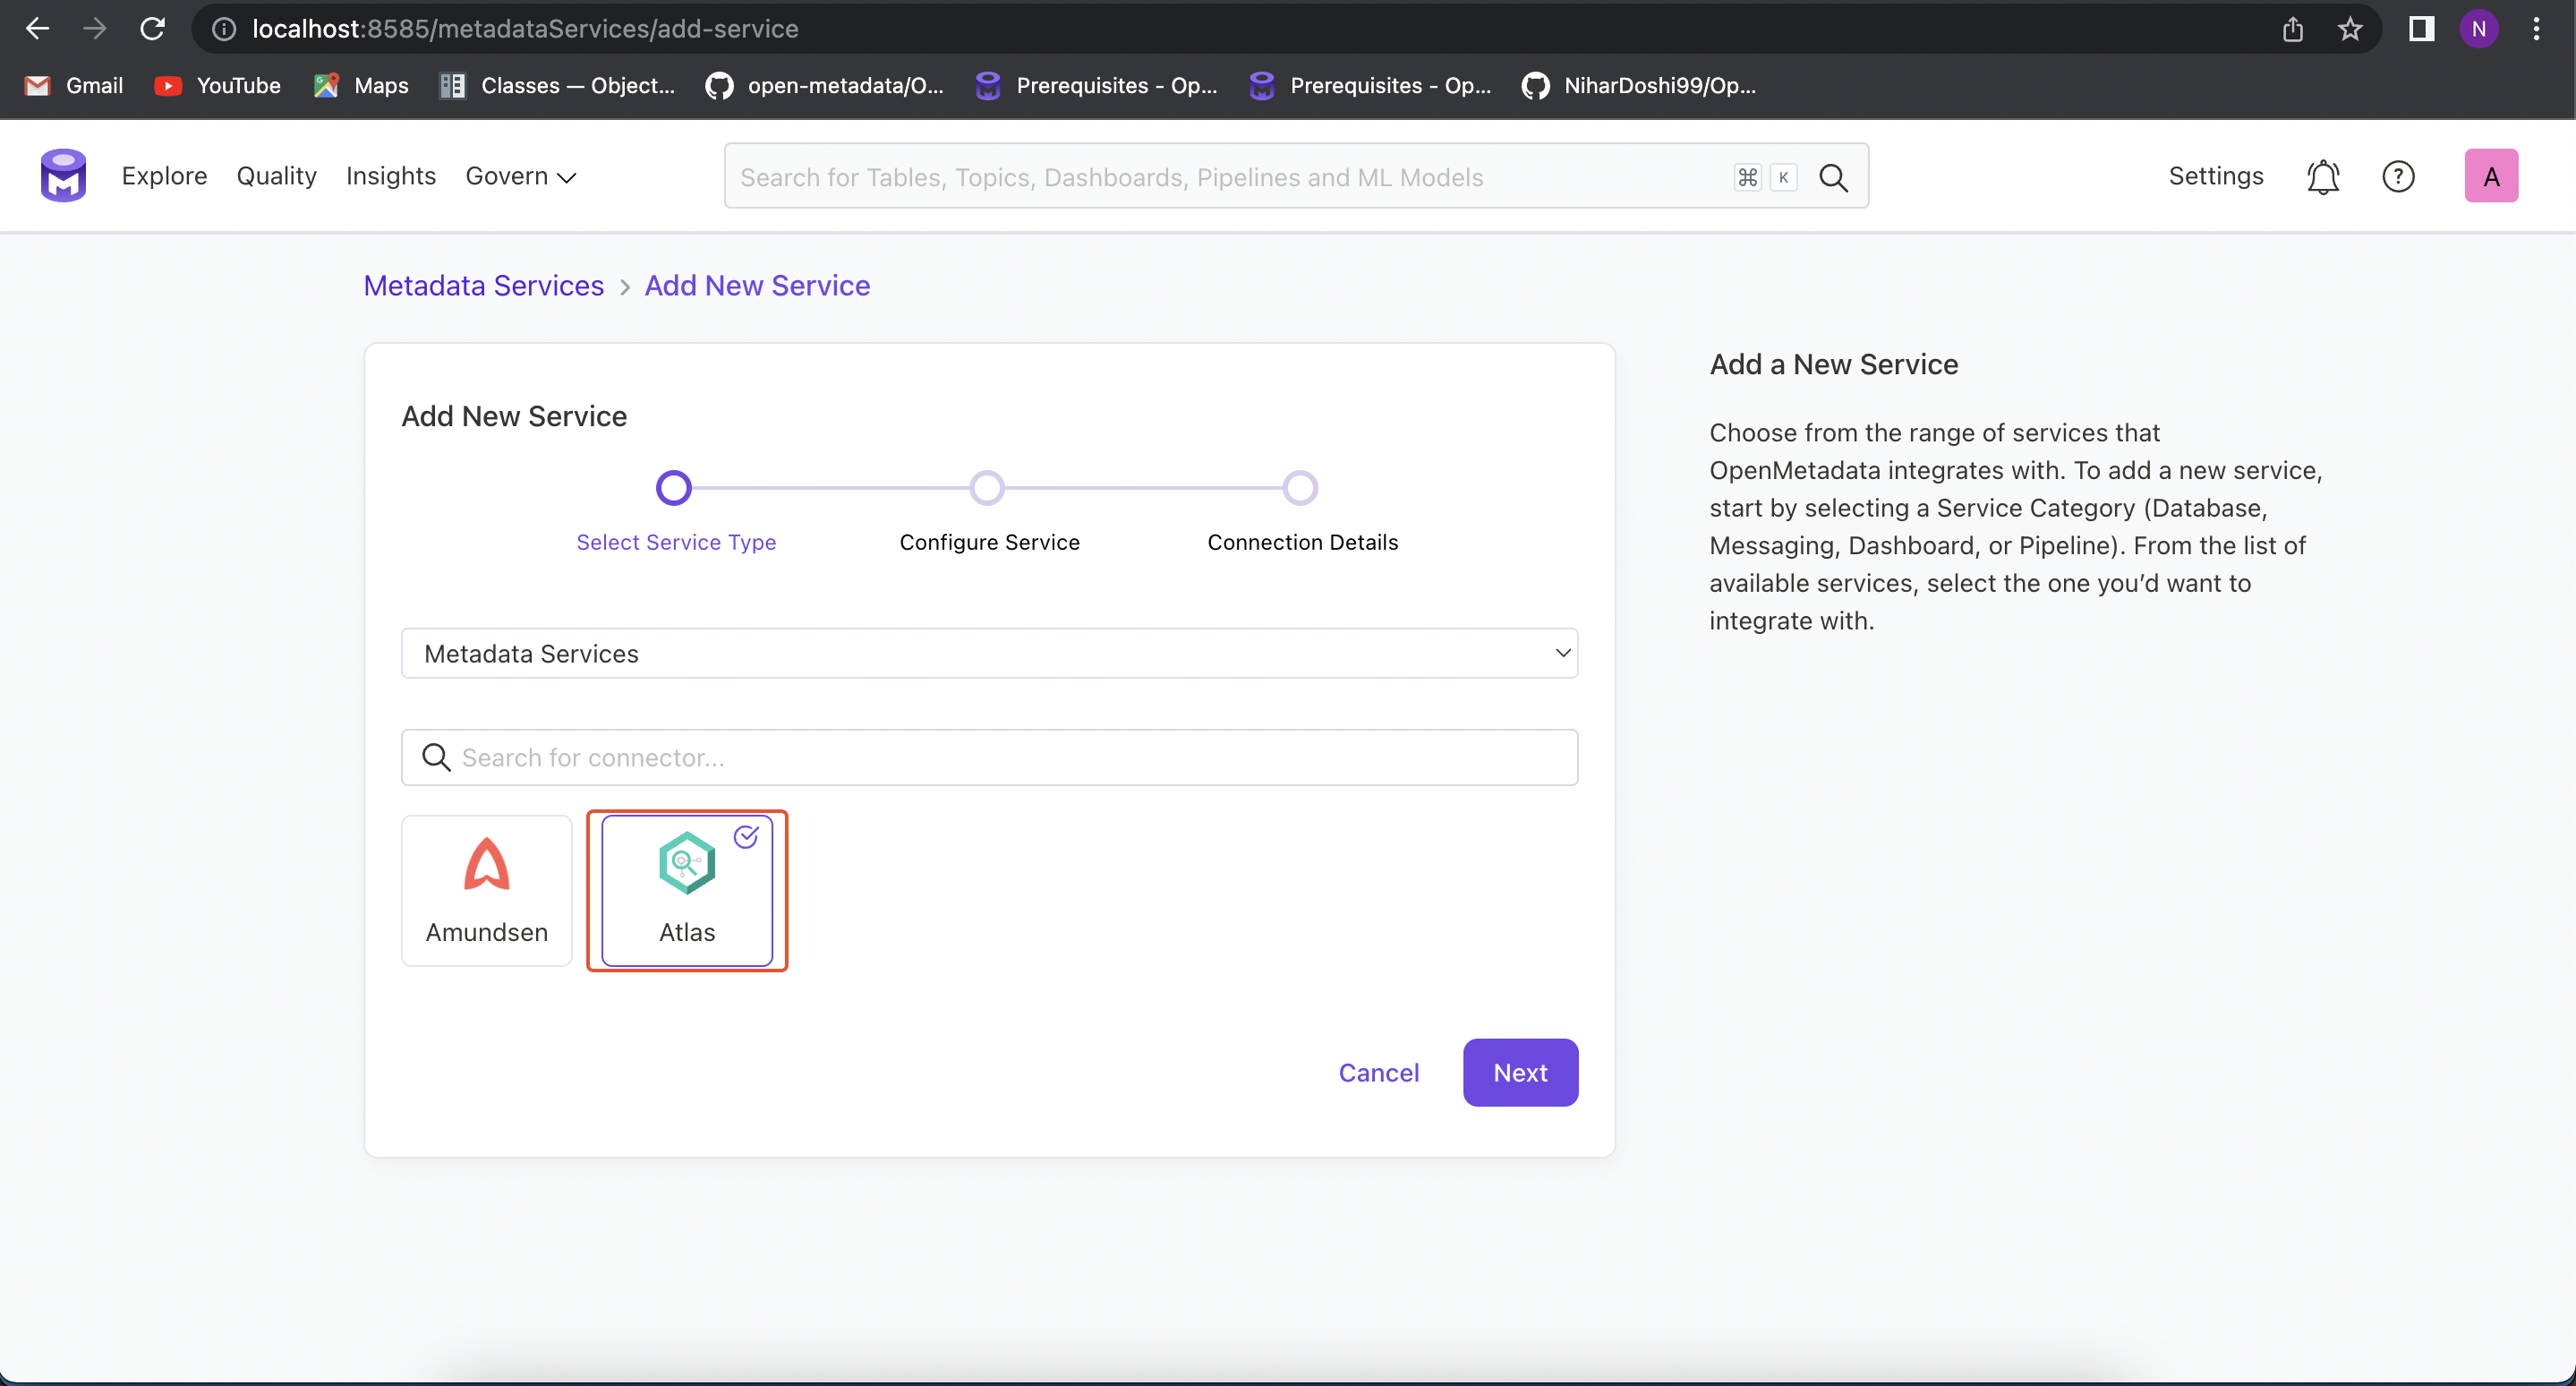 localhost:8585/metadataServices/add-service
N
Gmail
YouTube
Maps
Classes — Object...
open-metadata/O...
Prerequisites - Op...
Prerequisites - Op...
NiharDoshi99/Op...
Explore
Quality
Insights
Govern
Search for Tables, Topics, Dashboards, Pipelines and ML Models
⌘ K
Settings
A
Metadata Services > Add New Service
Add New Service
Select Service Type
Configure Service
Connection Details
Metadata Services
Search for connector...
Amundsen
Atlas
Cancel
Next
Add a New Service
Choose from the range of services that
OpenMetadata integrates with. To add a new service,
start by selecting a Service Category (Database,
Messaging, Dashboard, or Pipeline). From the list of
available services, select the one you’d want to
integrate with.